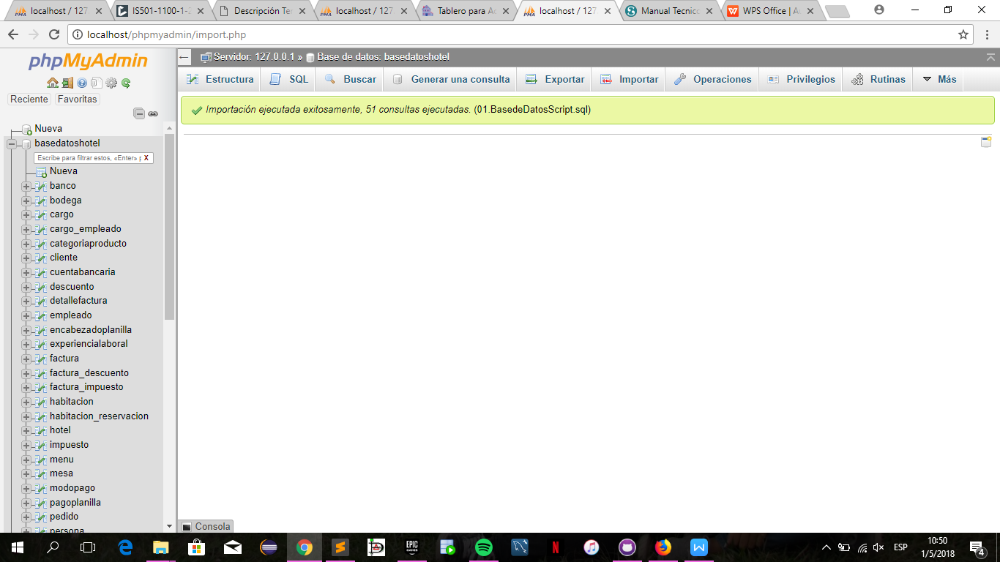 localhost / 127
IS501-1100-1-2
Descripción Te
localhost / 127
Tablero para Ac
localhost / 127
Manual Tecnico
WPS Office | A
localhost/phpmyadmin/import.php
phpMyAdmin
Servidor: 127.0.0.1 » Base de datos: basedatoshotel
Estructura SQL Buscar Generar una consulta Exportar Importar Operaciones Privilegios Rutinas Más
Reciente Favoritas
Importación ejecutada exitosamente, 51 consultas ejecutadas. (01.BasedeDatosScript.sql)
Nueva
basedatoshotel
Escribe para filtrar estos, «Enter» p X
Nueva
banco
bodega
cargo
cargo_empleado
categoriaproducto
cliente
cuentabancaria
descuento
detallefactura
empleado
encabezadoplanilla
experiencialaboral
factura
factura_descuento
factura_impuesto
habitacion
habitacion_reservacion
hotel
impuesto
menu
mesa
modopago
pagoplanilla
pedido
persona
Consola
EPIC
GAMES
ESP
10:50
1/5/2018
4